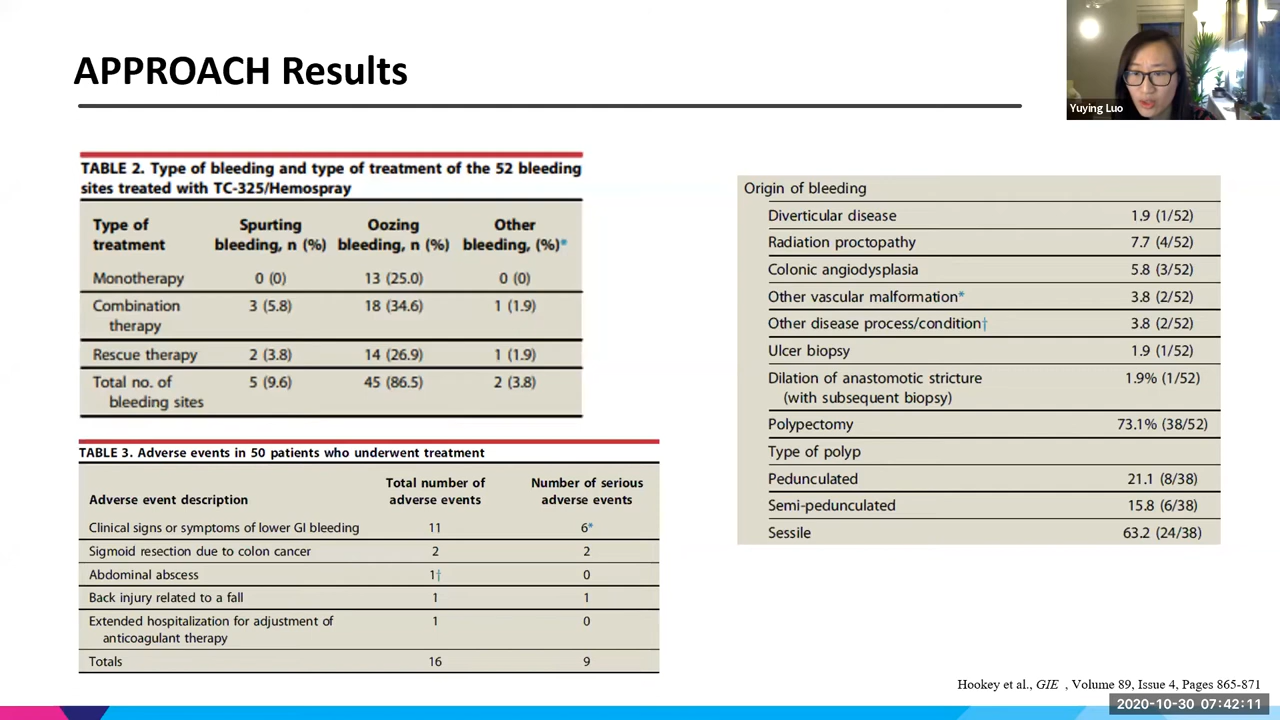 APPROACH Results
Yuying Luo
TABLE 2. Type of bleeding and type of treatment of the 52 bleeding
sites treated with TC-325/Hemospray
Type of treatment Spurting bleeding, n (%) Oozing bleeding, n (%) Other bleeding, (%)*
Monotherapy 0 (0) 13 (25.0) 0 (0)
Combination therapy 3 (5.8) 18 (34.6) 1 (1.9)
Rescue therapy 2 (3.8) 14 (26.9) 1 (1.9)
Total no. of bleeding sites 5 (9.6) 45 (86.5) 2 (3.8)
TABLE 3. Adverse events in 50 patients who underwent treatment
Adverse event description Total number of adverse events Number of serious adverse events
Clinical signs or symptoms of lower GI bleeding 11 6*
Sigmoid resection due to colon cancer 2 2
Abdominal abscess 1† 0
Back injury related to a fall 1 1
Extended hospitalization for adjustment of anticoagulant therapy 1 0
Totals 16 9
Origin of bleeding
Diverticular disease 1.9 (1/52)
Radiation proctopathy 7.7 (4/52)
Colonic angiodysplasia 5.8 (3/52)
Other vascular malformation* 3.8 (2/52)
Other disease process/condition† 3.8 (2/52)
Ulcer biopsy 1.9 (1/52)
Dilation of anastomotic stricture (with subsequent biopsy) 1.9% (1/52)
Polypectomy 73.1% (38/52)
Type of polyp
Pedunculated 21.1 (8/38)
Semi-pedunculated 15.8 (6/38)
Sessile 63.2 (24/38)
Hookey et al., GIE , Volume 89, Issue 4, Pages 865-871
2020-10-30 07:42:11